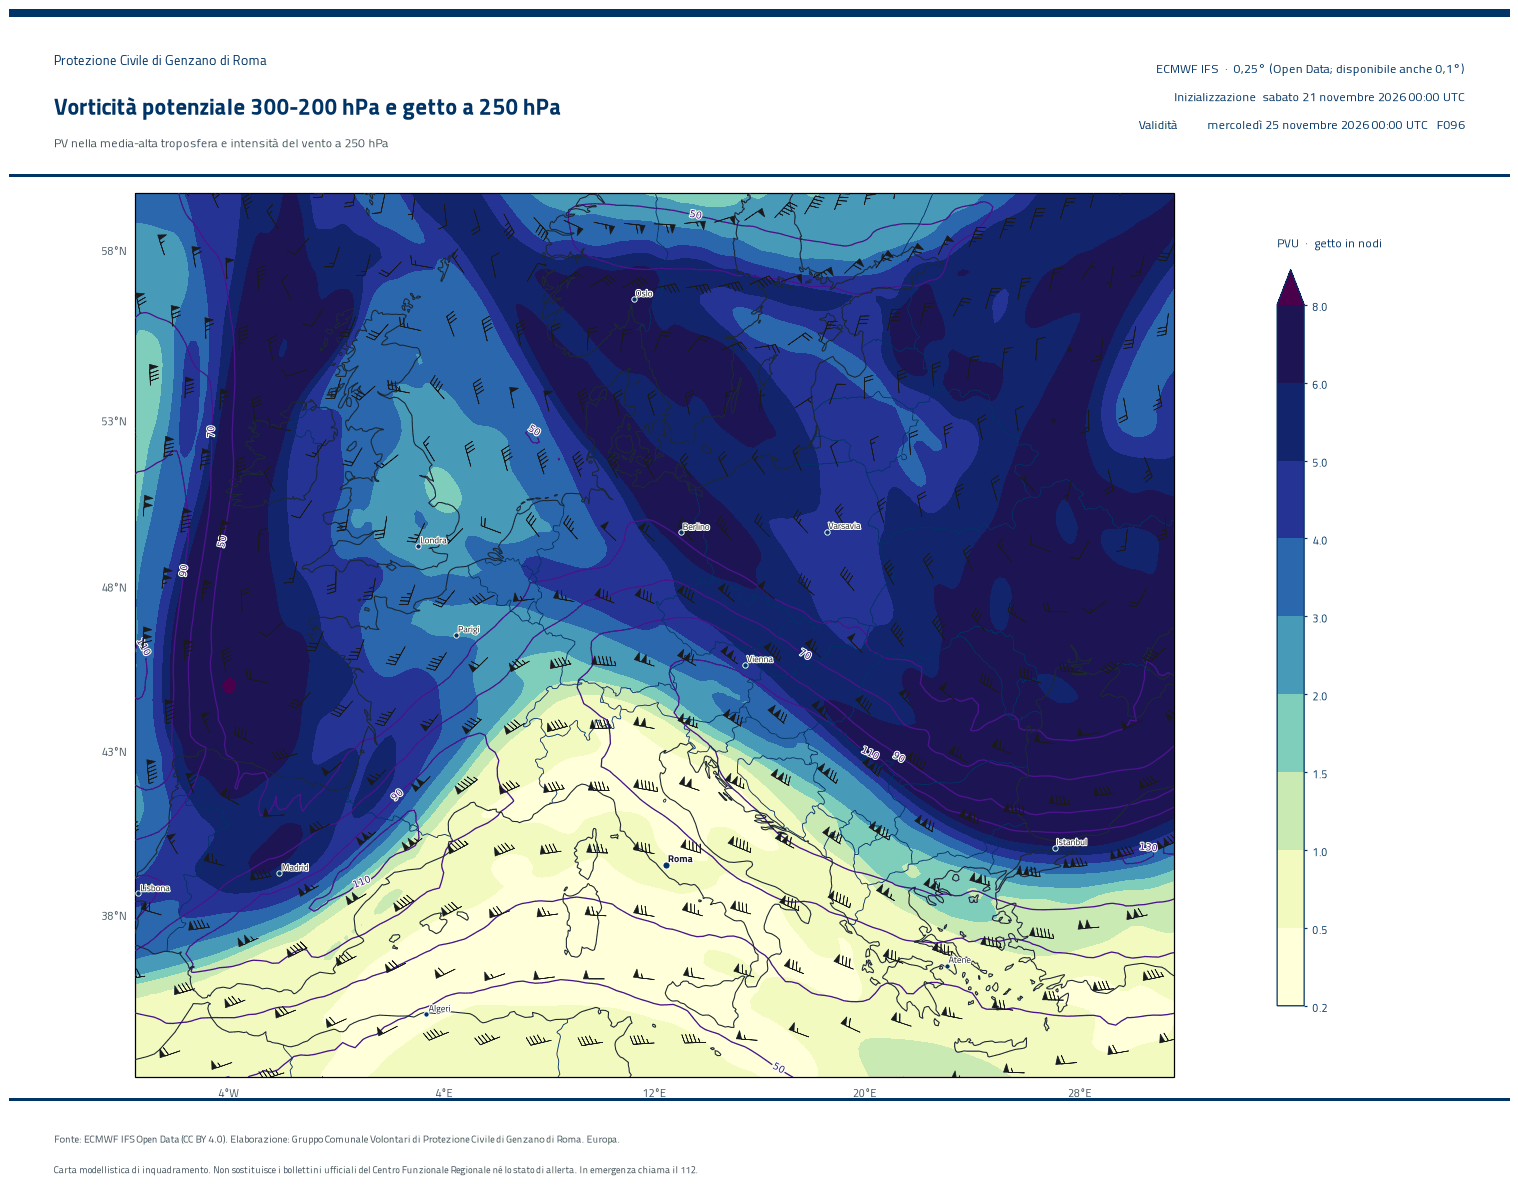 Protezione Civile di Genzano di Roma
Vorticità potenziale 300-200 hPa e getto a 250 hPa
PV nella media-alta troposfera e intensità del vento a 250 hPa
ECMWF IFS · 0,25° (Open Data; disponibile anche 0,1°)
Inizializzazione sabato 21 novembre 2026 00:00 UTC
Validità mercoledì 25 novembre 2026 00:00 UTC F096
PVU · getto in nodi
8.0
6.0
5.0
4.0
3.0
2.0
1.5
1.0
0.5
0.2
58°N
53°N
48°N
43°N
38°N
4°W
4°E
12°E
20°E
28°E
50
Oslo
70
50
50
90
Berlino
Varsavia
Londra
Parigi
Vienna
70
110
90
90
130
Istanbul
Roma
Madrid
110
Lisbona
Atene
Algeri
50
Fonte: ECMWF IFS Open Data (CC BY 4.0). Elaborazione: Gruppo Comunale Volontari di Protezione Civile di Genzano di Roma. Europa.
Carta modellistica di inquadramento. Non sostituisce i bollettini ufficiali del Centro Funzionale Regionale né lo stato di allerta. In emergenza chiama il 112.